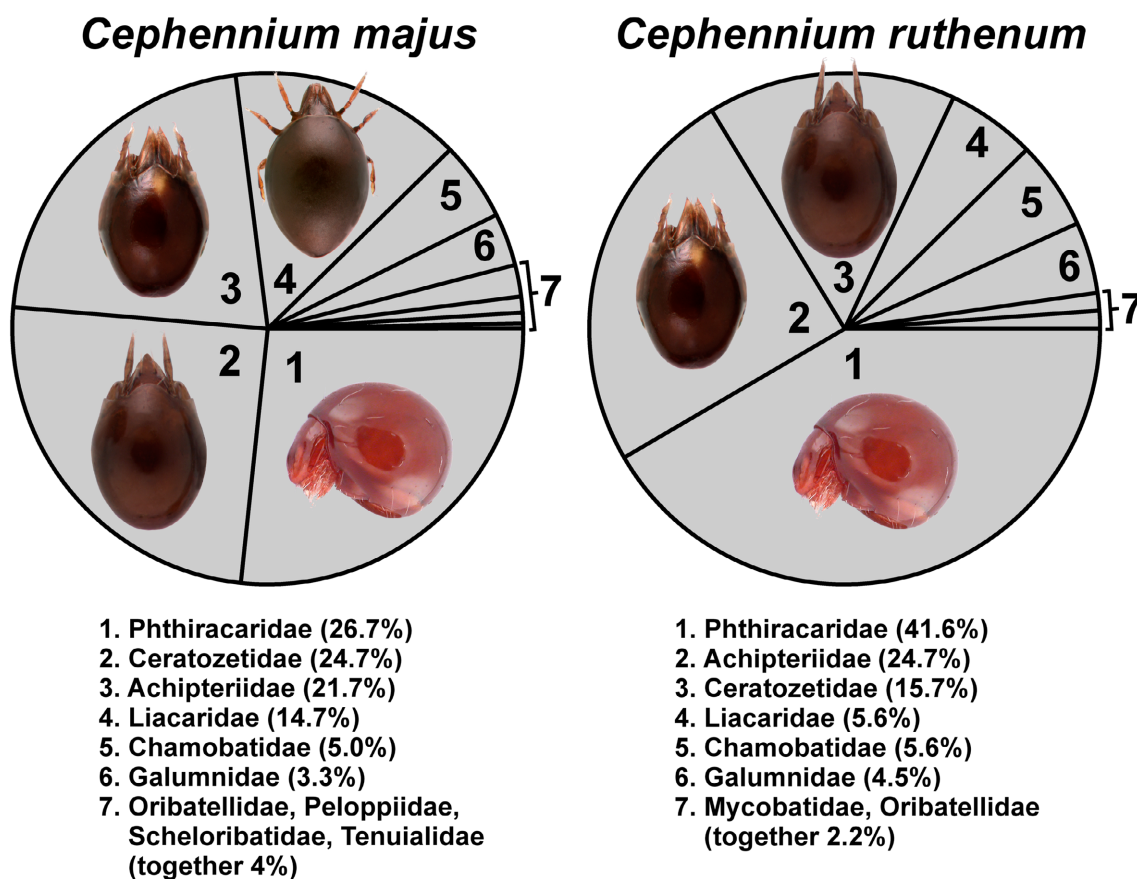 Cephennium majus
Cephennium ruthenum
1
2
3
4
5
6
7
1
2
3
4
5
6
7
1. Phthiracaridae (26.7%)
2. Ceratozetidae (24.7%)
3. Achipteriidae (21.7%)
4. Liacaridae (14.7%)
5. Chamobatidae (5.0%)
6. Galumnidae (3.3%)
7. Oribatellidae, Peloppiidae,
Scheloribatidae, Tenuialidae
(together 4%)
1. Phthiracaridae (41.6%)
2. Achipteriidae (24.7%)
3. Ceratozetidae (15.7%)
4. Liacaridae (5.6%)
5. Chamobatidae (5.6%)
6. Galumnidae (4.5%)
7. Mycobatidae, Oribatellidae
(together 2.2%)